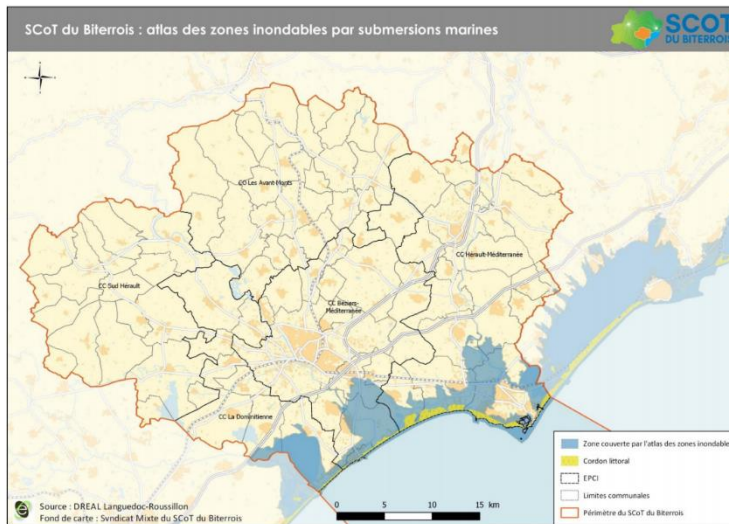 SCoT du Biterrois : atlas des zones inondables par submersions marines
SCOT
DU BITERROIS
CC Les Avant-Monts
CC Hérault-Méditerranée
CC Sud Hérault
CC Béziers-
Méditerranée
CC La Domitienne
Zone couverte par l'atlas des zones inondables
Cordon littoral
EPCI
Limites communales
Périmètre du SCoT du Biterrois
Source : DREAL Languedoc-Roussillon
Fond de carte : Syndicat Mixte du SCoT du Biterrois
0 5 10 15 km